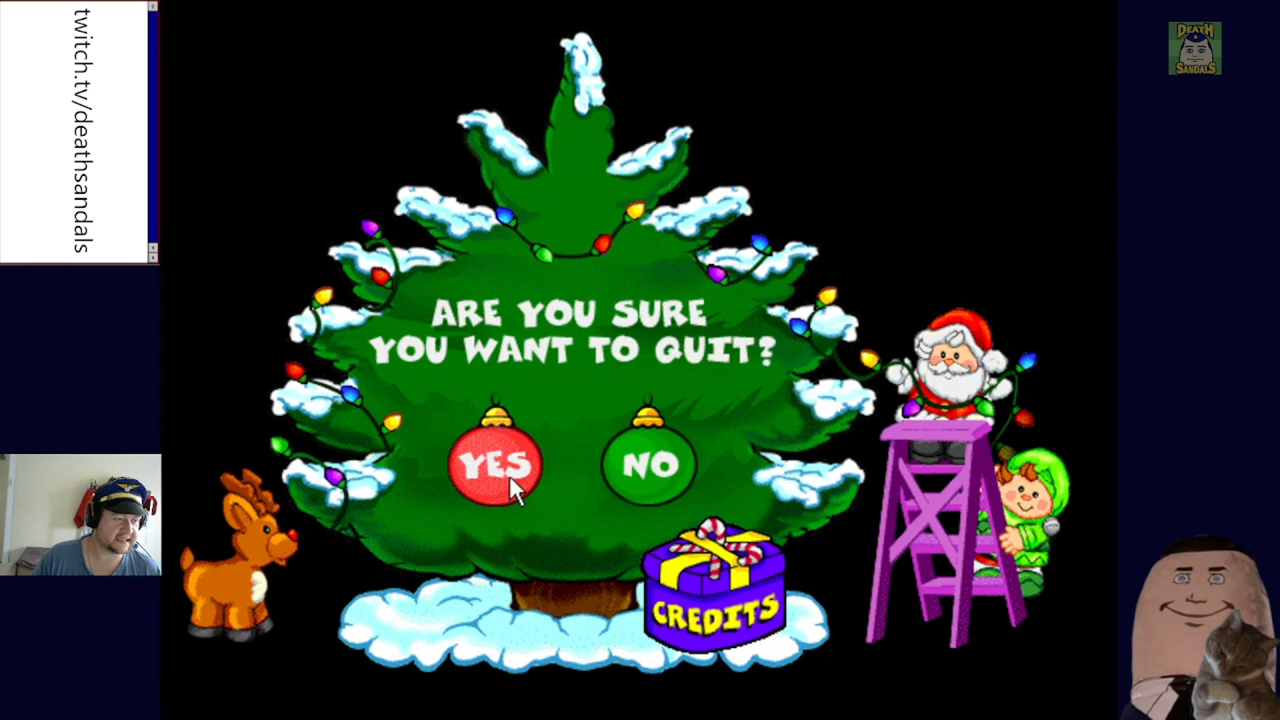 twitch.tv/deathsandals
DEATH
SANDALS
ARE YOU SURE
YOU WANT TO QUIT?
YES
NO
CREDITS